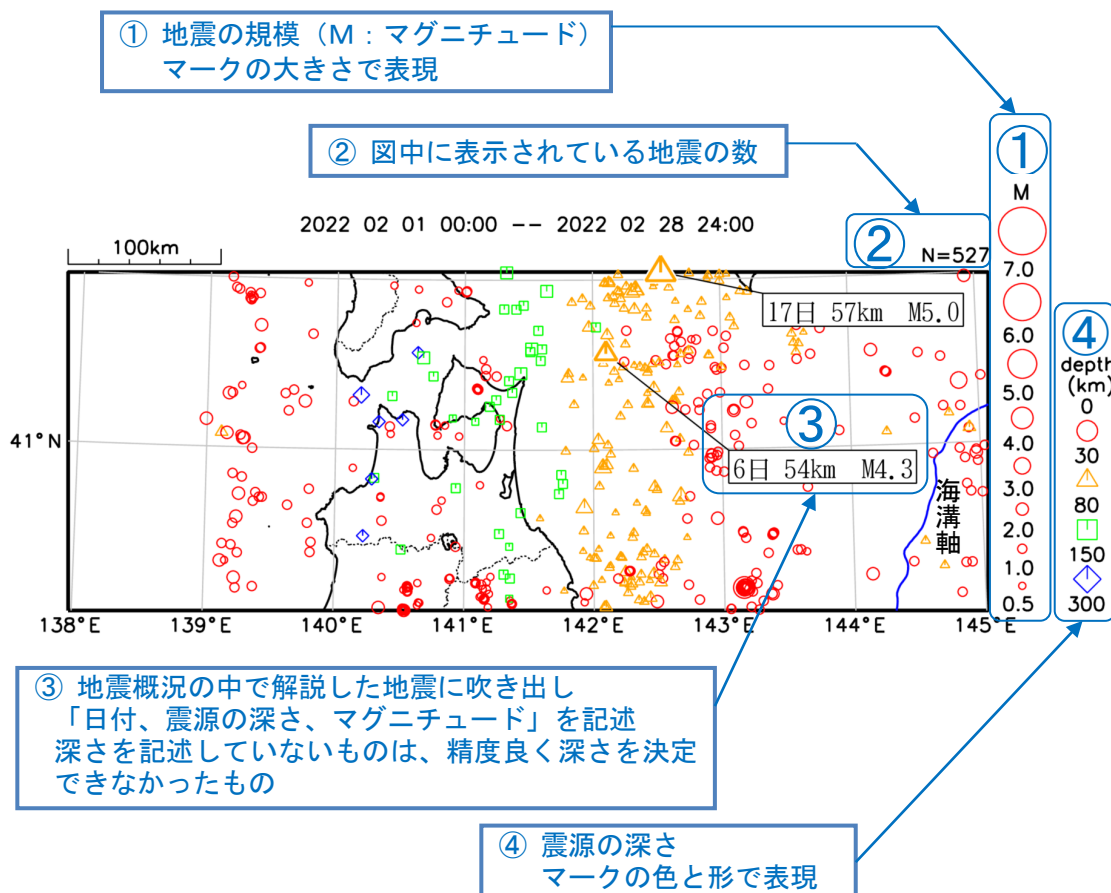 ① 地震の規模（M：マグニチュード）
マークの大きさで表現
② 図中に表示されている地震の数
①
M
7.0
6.0
5.0
4.0
3.0
2.0
1.0
0.5
2022 02 01 00:00 -- 2022 02 28 24:00
②
N=527
100km
17日 57km M5.0
④
depth
(km)
0
30
80
150
300
③
6日 54km M4.3
41°N
海溝軸
138°E
139°E
140°E
141°E
142°E
143°E
144°E
145°E
③ 地震概況の中で解説した地震に吹き出し
「日付、震源の深さ、マグニチュード」を記述
深さを記述していないものは、精度良く深さを決定
できなかったもの
④ 震源の深さ
マークの色と形で表現